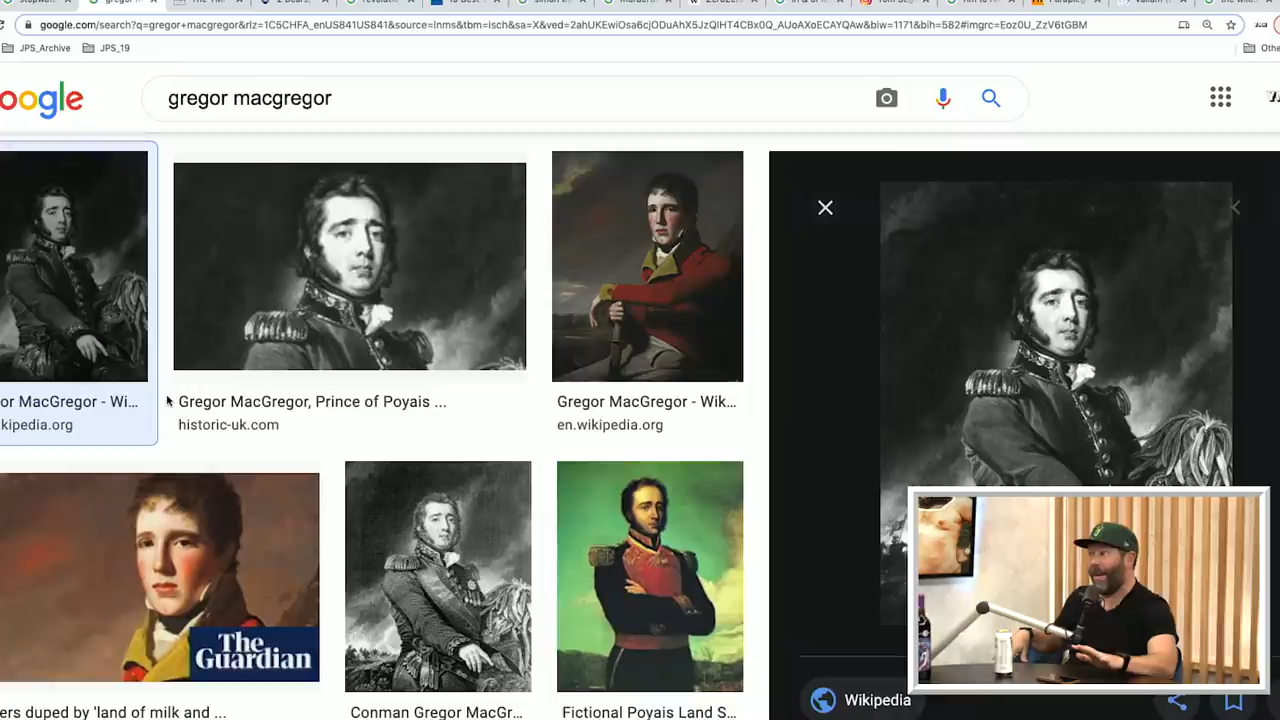 google.com/search?q=gregor+macgregor&rlz=1C5CHFA_enUS841US841&source=lnms&tbm=isch&sa=X&ved=2ahUKEwiOsa6cjODuAhX5JzQIHT4CBx0Q_AUoAXoECAYQAw&biw=1171&bih=582#imgrc=Eoz0U_ZzV6tGBM
JPS_Archive JPS_19 Othe
oogle gregor macgregor
or MacGregor - Wi...
kipedia.org
Gregor MacGregor, Prince of Poyais ...
historic-uk.com
Gregor MacGregor - Wik...
en.wikipedia.org
The
Guardian
ers duped by 'land of milk and ...
Conman Gregor MacGr...
Fictional Poyais Land S...
Wikipedia